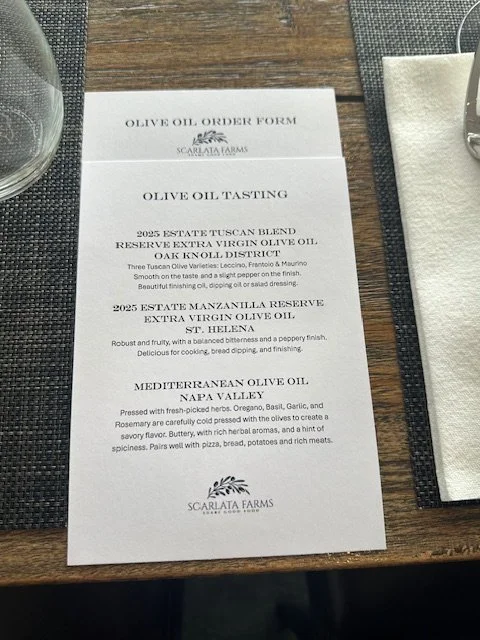 OLIVE OIL ORDER FORM
SCARLATA FARMS
SHARE GOOD FOOD
OLIVE OIL TASTING
2025 ESTATE TUSCAN BLEND
RESERVE EXTRA VIRGIN OLIVE OIL
OAK KNOLL DISTRICT
Three Tuscan Olive Varieties: Leccino, Frantoio & Maurino
Smooth on the taste and a slight pepper on the finish.
Beautiful finishing oil, dipping oil or salad dressing.
2025 ESTATE MANZANILLA RESERVE
EXTRA VIRGIN OLIVE OIL
ST. HELENA
Robust and fruity, with a balanced bitterness and a peppery finish.
Delicious for cooking, bread dipping, and finishing.
MEDITERRANEAN OLIVE OIL
NAPA VALLEY
Pressed with fresh-picked herbs. Oregano, Basil, Garlic, and
Rosemary are carefully cold pressed with the olives to create a
savory flavor. Buttery, with rich herbal aromas, and a hint of
spiciness. Pairs well with pizza, bread, potatoes and rich meats.
SCARLATA FARMS
SHARE GOOD FOOD